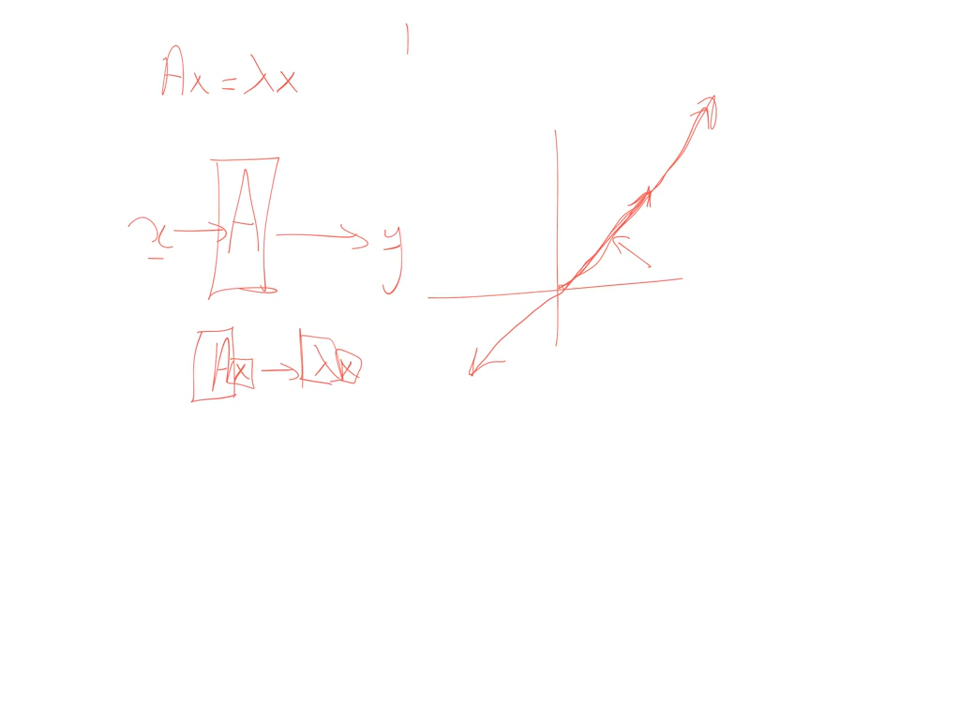 Ax = λx
x → A → y
Ax → λx